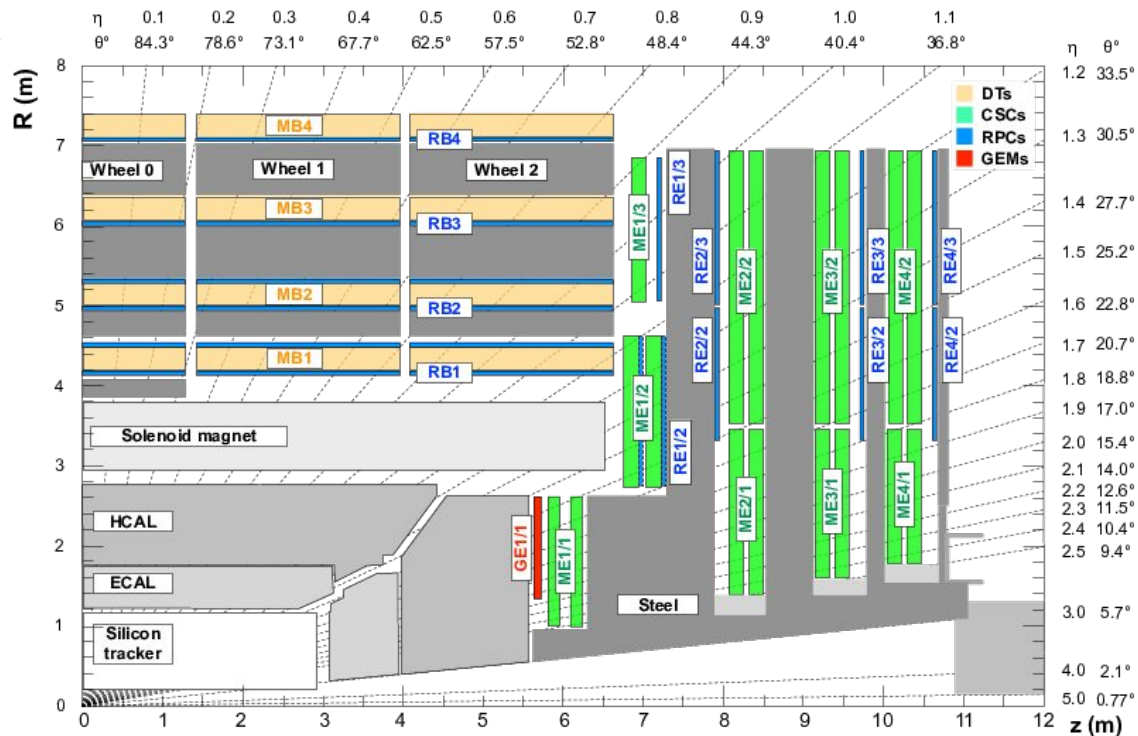 η 0.1 0.2 0.3 0.4 0.5 0.6 0.7 0.8 0.9 1.0 1.1
θ° 84.3° 78.6° 73.1° 67.7° 62.5° 57.5° 52.8° 48.4° 44.3° 40.4° 36.8°
η θ°
R (m)
8
7
6
5
4
3
2
1
0
1.2 33.5°
1.3 30.5°
1.4 27.7°
1.5 25.2°
1.6 22.8°
1.7 20.7°
1.8 18.8°
1.9 17.0°
2.0 15.4°
2.1 14.0°
2.2 12.6°
2.3 11.5°
2.4 10.4°
2.5 9.4°
3.0 5.7°
4.0 2.1°
5.0 0.77°
DTs
CSCs
RPCs
GEMs
MB4
RB4
Wheel 0
Wheel 1
Wheel 2
MB3
RB3
MB2
RB2
MB1
RB1
Solenoid magnet
HCAL
ECAL
Silicon
tracker
Steel
GE1/1
ME1/1
ME1/2
ME1/3
RE1/3
RE1/2
RE2/3
RE2/2
ME2/2
ME2/1
ME3/2
ME3/1
RE3/3
RE3/2
ME4/2
ME4/1
RE4/3
RE4/2
0 1 2 3 4 5 6 7 8 9 10 11 12
z (m)